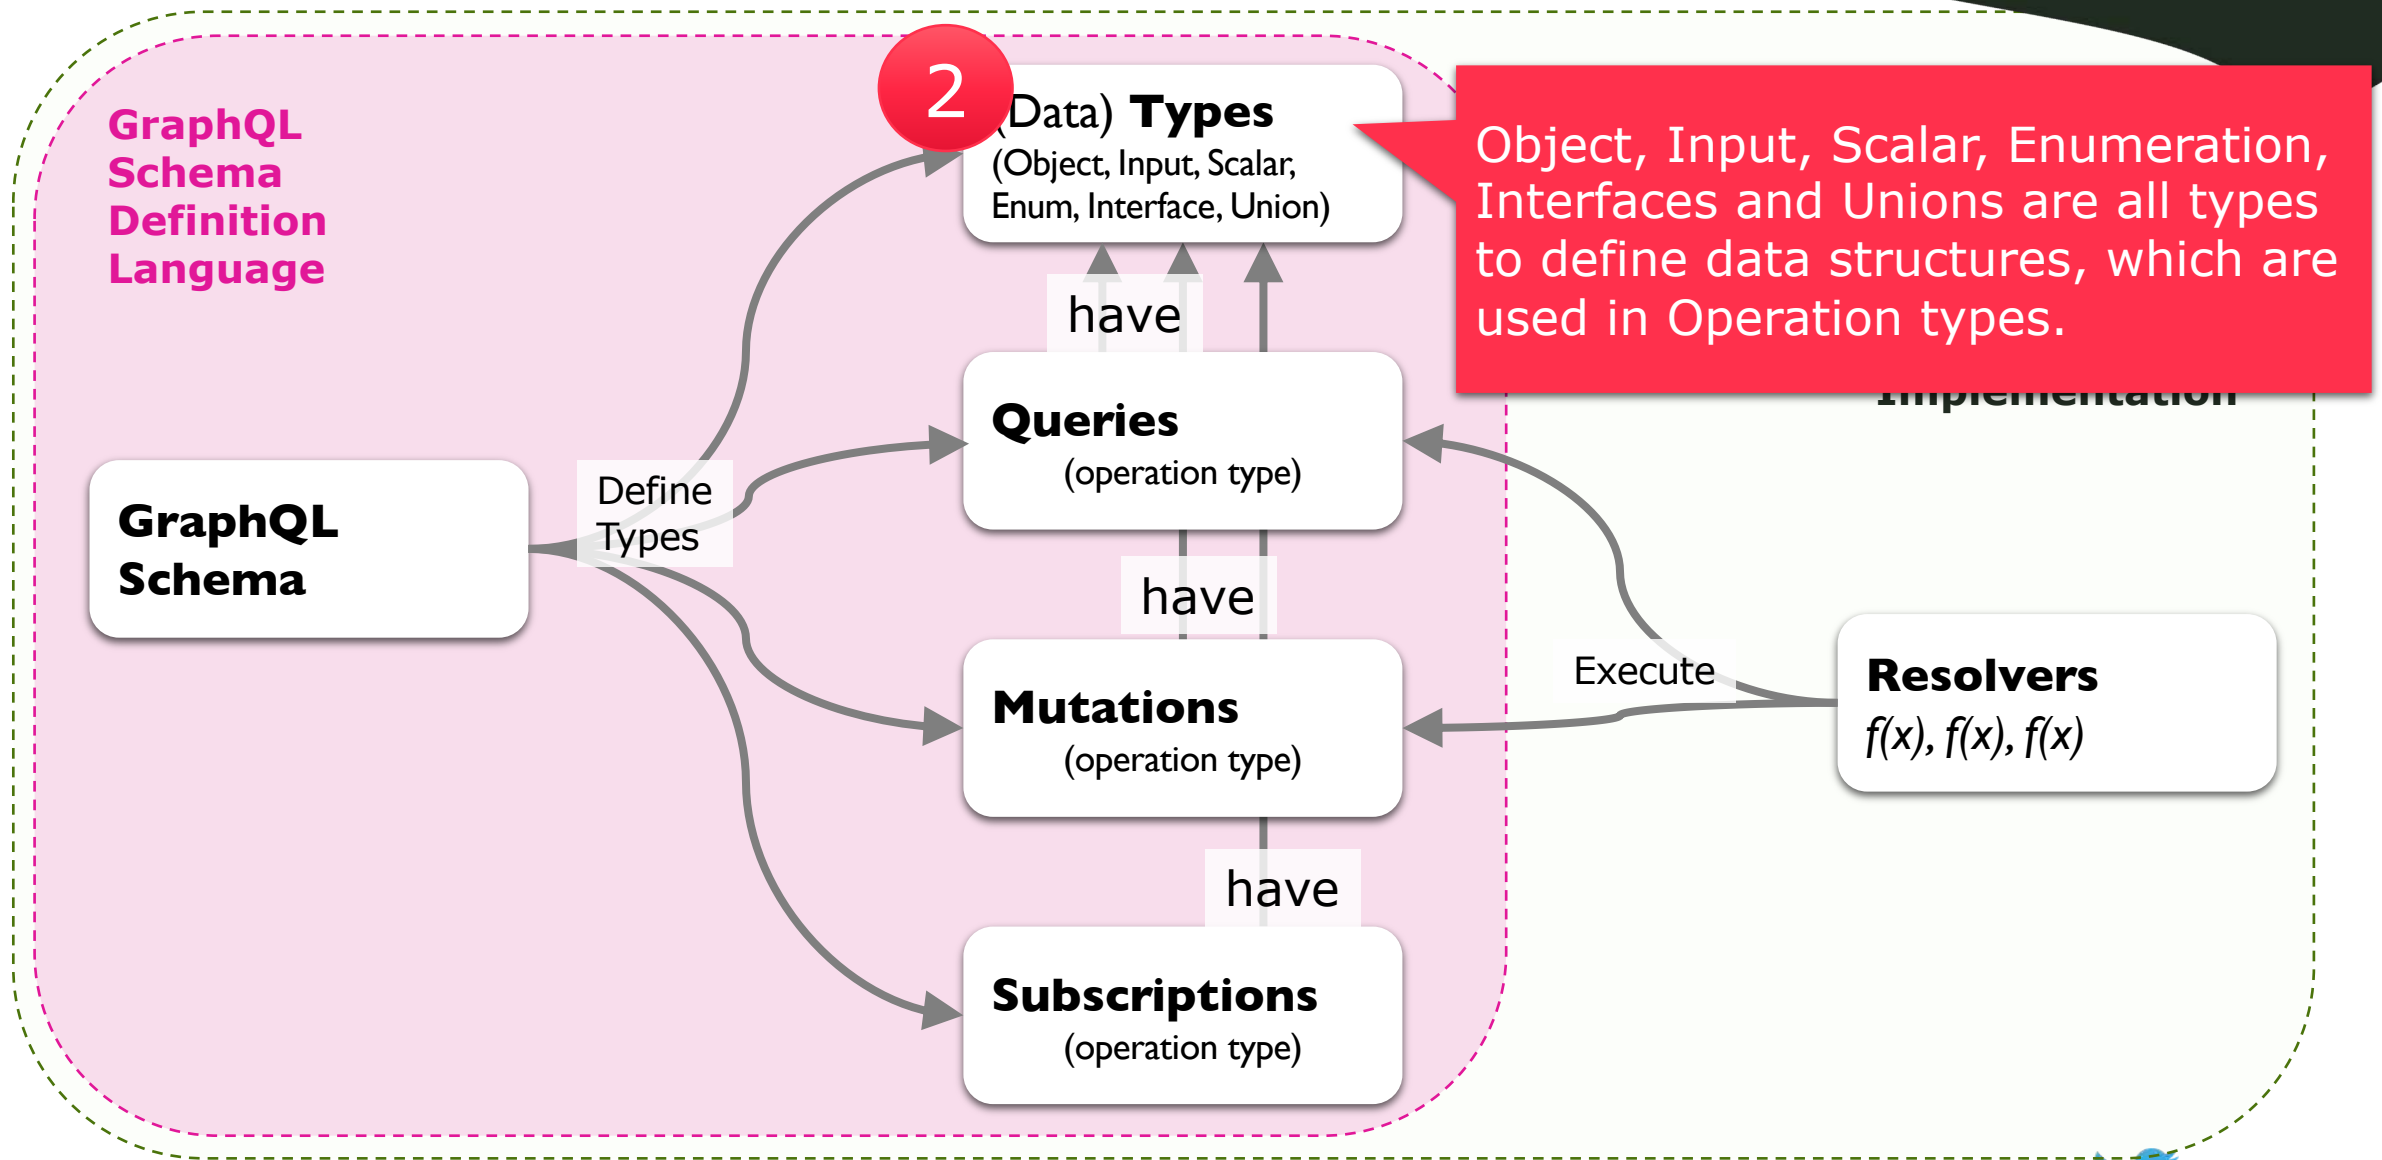 2
(Data) Types
(Object, Input, Scalar,
Enum, Interface, Union)
Object, Input, Scalar, Enumeration,
Interfaces and Unions are all types
to define data structures, which are
used in Operation types.
GraphQL
Schema
Definition
Language
have
Implementation
Queries
(operation type)
Define
Types
GraphQL
Schema
have
Execute
Mutations
(operation type)
Resolvers
f(x), f(x), f(x)
have
Subscriptions
(operation type)